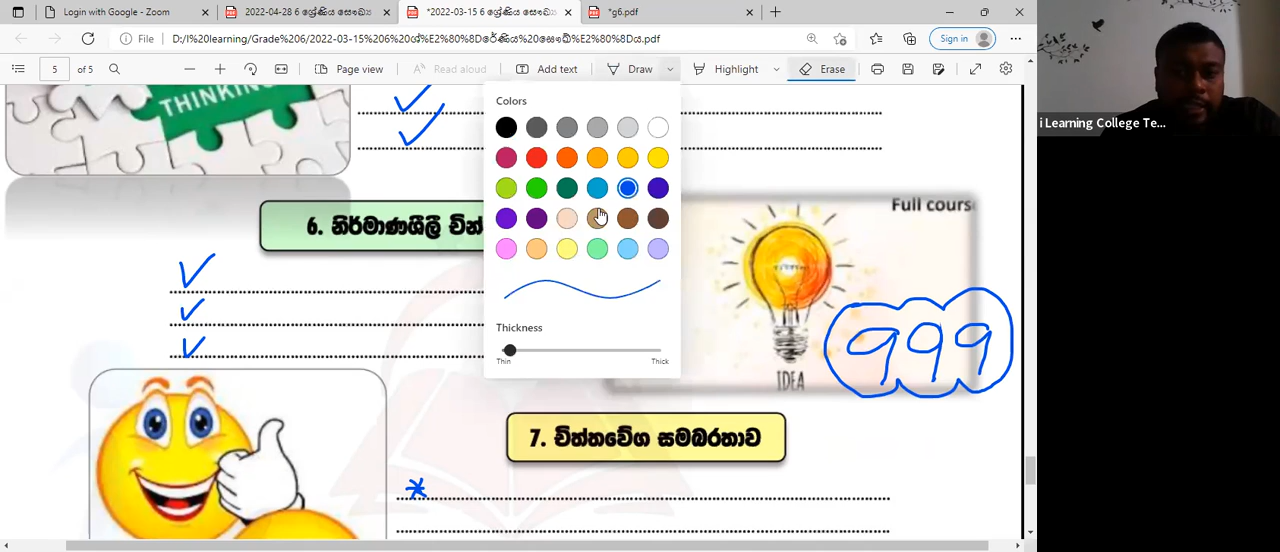 Login with Google - Zoom
2022-04-28 6 ශ්‍රේණිය සෞඛ්‍ය
*2022-03-15 6 ශ්‍රේණිය සෞඛ්‍ය
*g6.pdf
File
D:/I%20learning/Grade%206/2022-03-15%206%20ශ්%E2%80%8Dරේණිය%20සෞඛ්%E2%80%8Dය.pdf
Sign in
5 of 5
Page view
Read aloud
Add text
Draw
Highlight
Erase
i Learning College Te...
THINKING
Colors
Thickness
Thin
Thick
Full cours
6. නිර්මාණශීලී චින්
999
IDEA
7. චිත්තවේග සමබරතාව
*